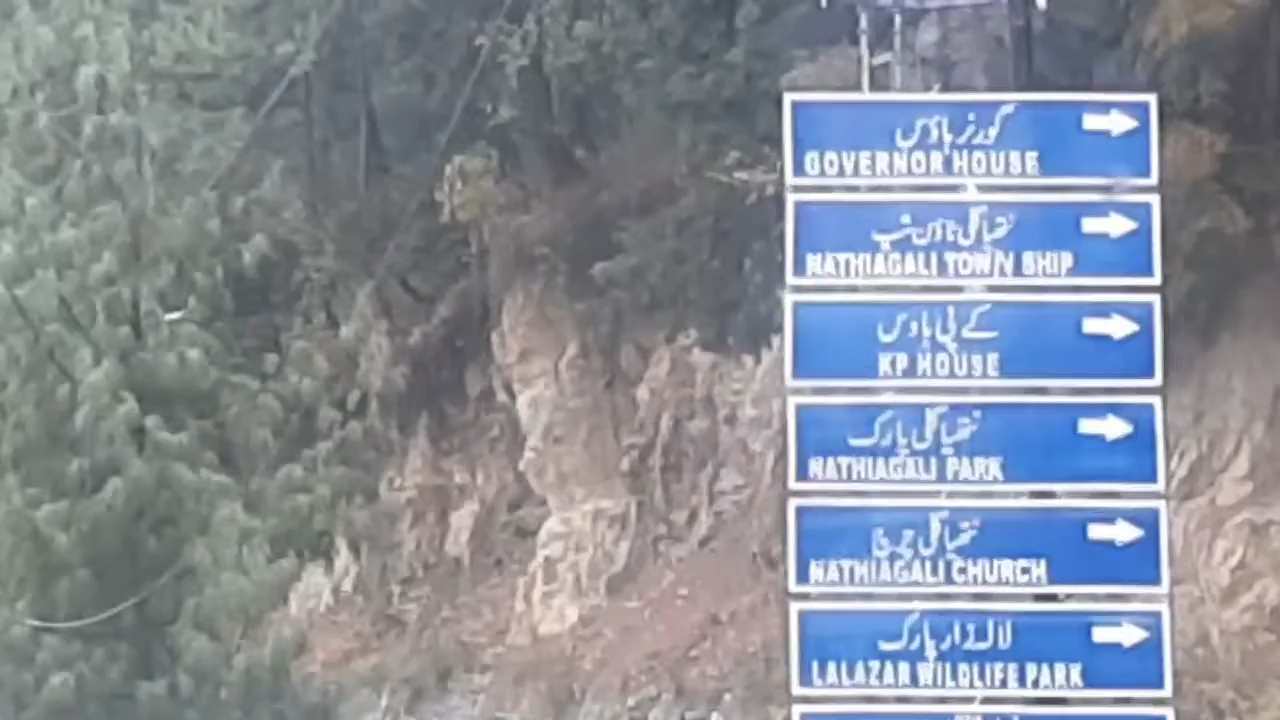 گورنر ہاؤس
GOVERNOR HOUSE
نتھیاگلی ٹاؤن شپ
NATHIAGALI TOWN SHIP
کے پی ہاوس
KP HOUSE
نتھیاگلی پارک
NATHIAGALI PARK
نتھیاگلی چرچ
NATHIAGALI CHURCH
لالہ زار پارک
LALAZAR WILDLIFE PARK